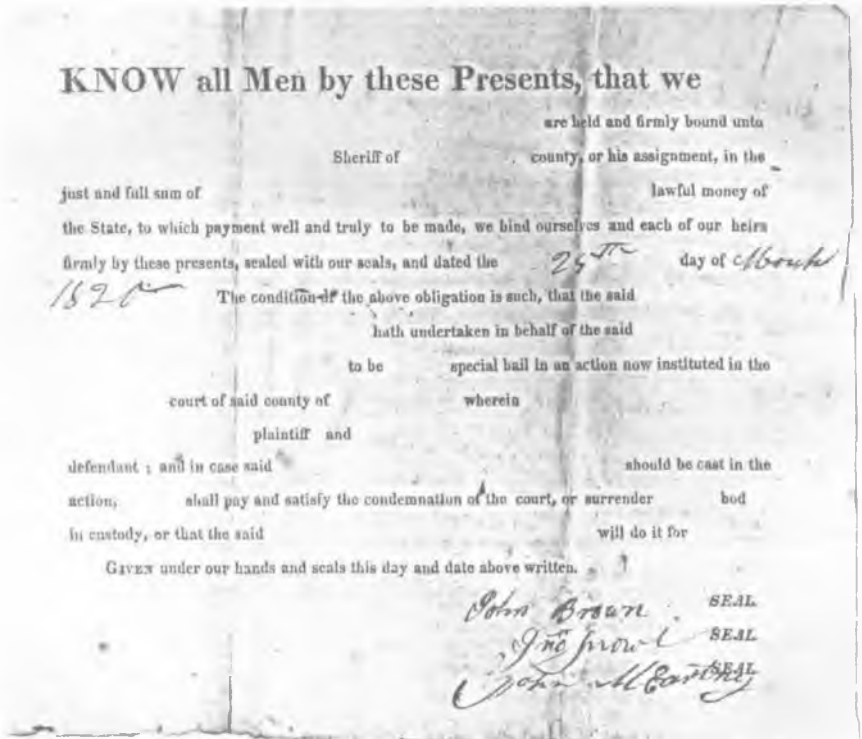 KNOW all Men by these Presents, that we
are held and firmly bound unto
Sheriff of county, or his assignment, in the
just and full sum of lawful money of
the State, to which payment well and truly to be made, we bind ourselves and each of our heirs
firmly by these presents, sealed with our seals, and dated the day of
The condition of the above obligation is such, that the said
hath undertaken in behalf of the said
to be special bail in an action now instituted in the
court of said county of wherein
plaintiff and
defendant ; and in case said should be cast in the
action, shall pay and satisfy the condemnation of the court, or surrender bod
in custody, or that the said will do it for
GIVEN under our hands and seals this day and date above written.
John Brown SEAL
Jno SEAL
John SEAL